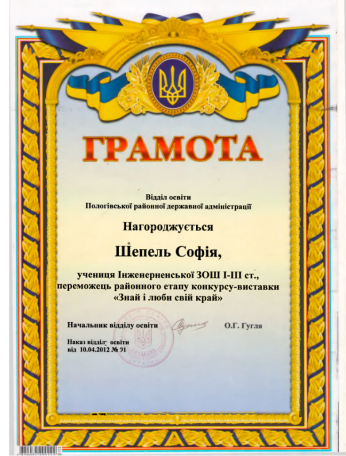 ГРАМОТА
Відділ освіти
Пологівської районної державної адміністрації
Нагороджується
Шепель Софія,
учениця Інженерненської ЗОШ І-ІІІ ст.,
переможець районного етапу конкурсу-виставки
«Знай і люби свій край»
Начальник відділу освіти О.Г. Гугля
Наказ відділу освіти
від 10.04.2012 № 91